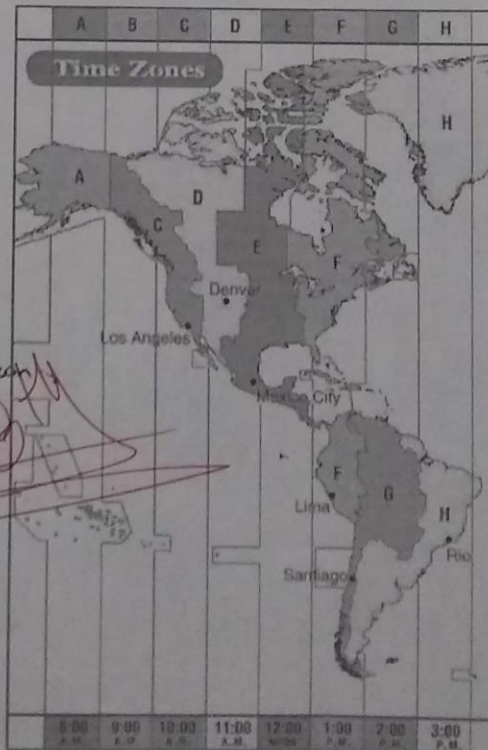 A B C D E F G H
Time Zones
H
A
D
C
E
F
Denver
Los Angeles
Mexico City
F
G
Lima
H
Rio
Santiago
8:00 9:00 10:00 11:00 12:00 1:00 2:00 3:00
A.M. A.M. A.M. A.M. NOON P.M. P.M. P.M.